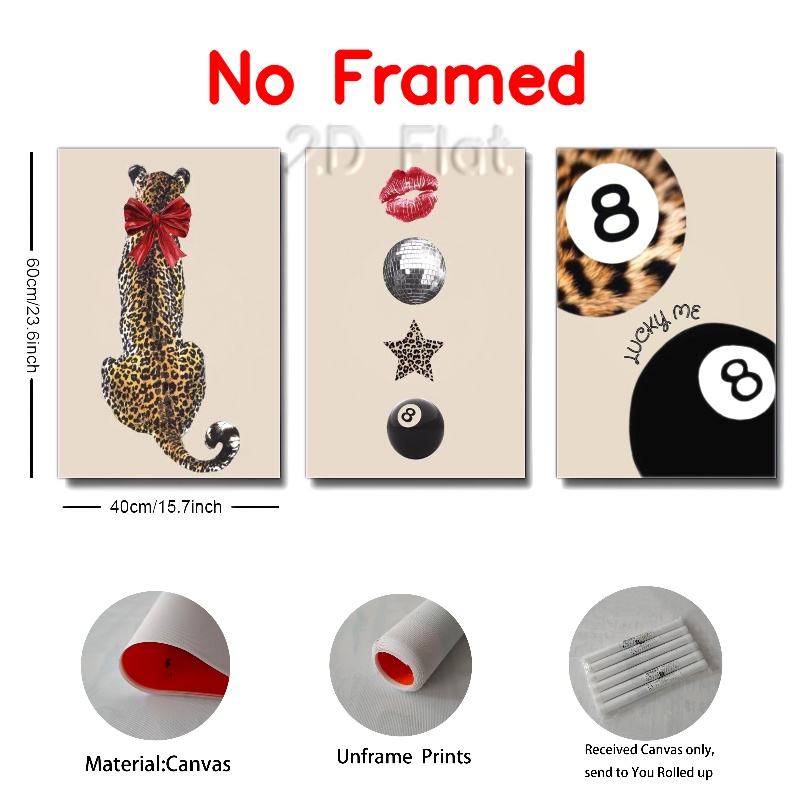 No Framed
2D Flat
60cm/23.6inch
8
LUCKY ME
8
8
40cm/15.7inch
Material:Canvas
Unframe Prints
Received Canvas only,
send to You Rolled up